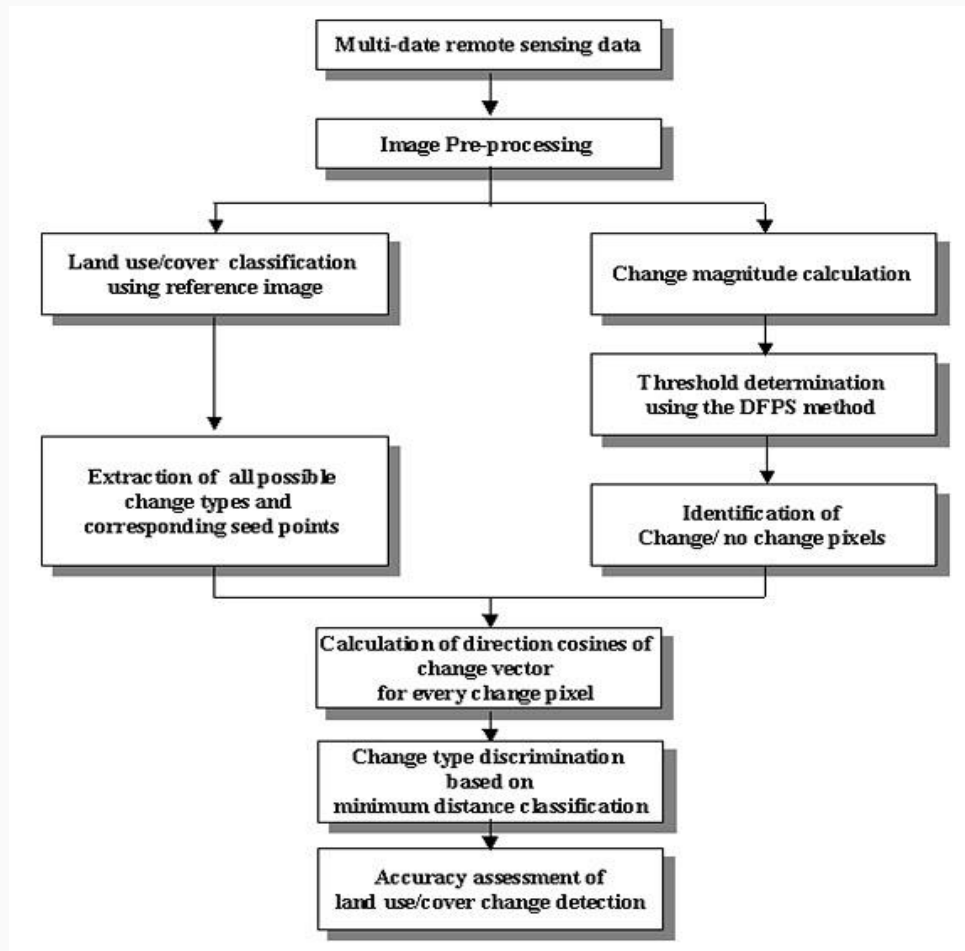 Multi-date remote sensing data
Image Pre-processing
Land use/cover classification
using reference image
Change magnitude calculation
Threshold determination
using the DFPS method
Extraction of all possible
change types and
corresponding seed points
Identification of
Change/ no change pixels
Calculation of direction cosines of
change vector
for every change pixel
Change type discrimination
based on
minimum distance classification
Accuracy assessment of
land use/cover change detection